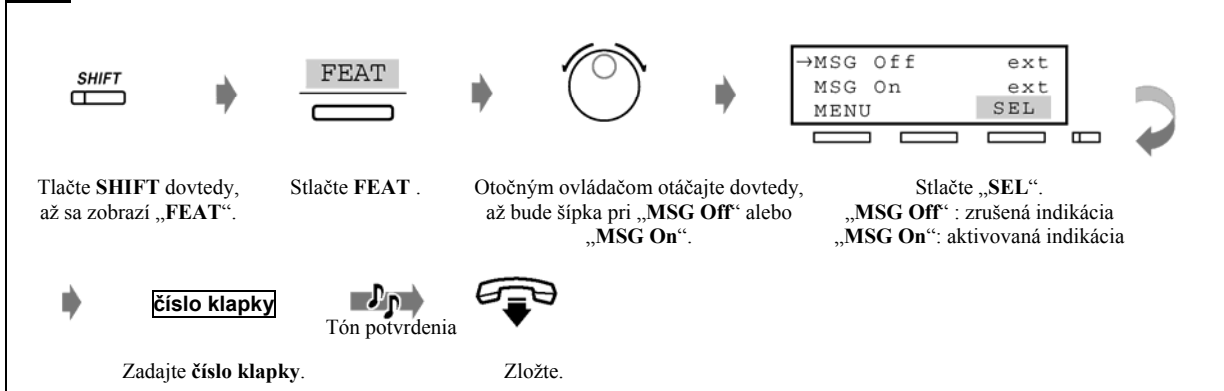 SHIFT
FEAT
→MSG Off ext
MSG On ext
MENU SEL
Tlačte SHIFT dovtedy,
až sa zobrazí „FEAT“.
Stlačte FEAT .
Otočným ovládačom otáčajte dovtedy,
až bude šípka pri „MSG Off“ alebo
„MSG On“.
Stlačte „SEL“.
„MSG Off“ : zrušená indikácia
„MSG On“: aktivovaná indikácia
číslo klapky
Tón potvrdenia
Zadajte číslo klapky.
Zložte.